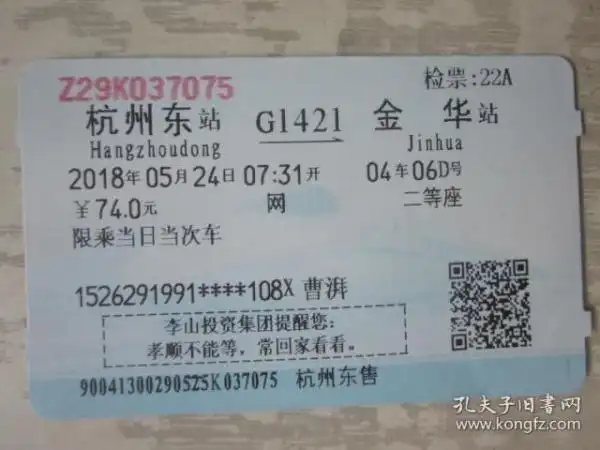 Z29K037075
检票:22A
杭州东站 G1421 金华站
Hangzhoudong Jinhua
2018年05月24日 07:31开 04车06D号
￥74.0元 网 二等座
限乘当日当次车
1526291991****108X 曹湃
李山投资集团提醒您:
孝顺不能等，常回家看看。
90041300290525K037075 杭州东售
孔夫子旧书网
www.kongfz.com